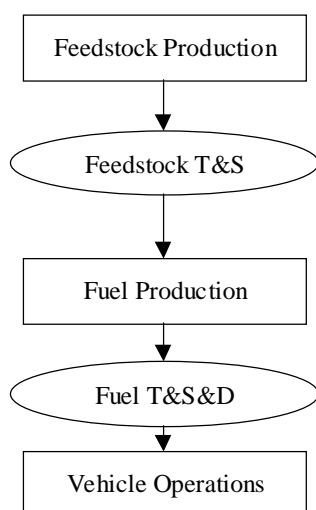 Feedstock Production
Feedstock T&S
Fuel Production
Fuel T&S&D
Vehicle Operations